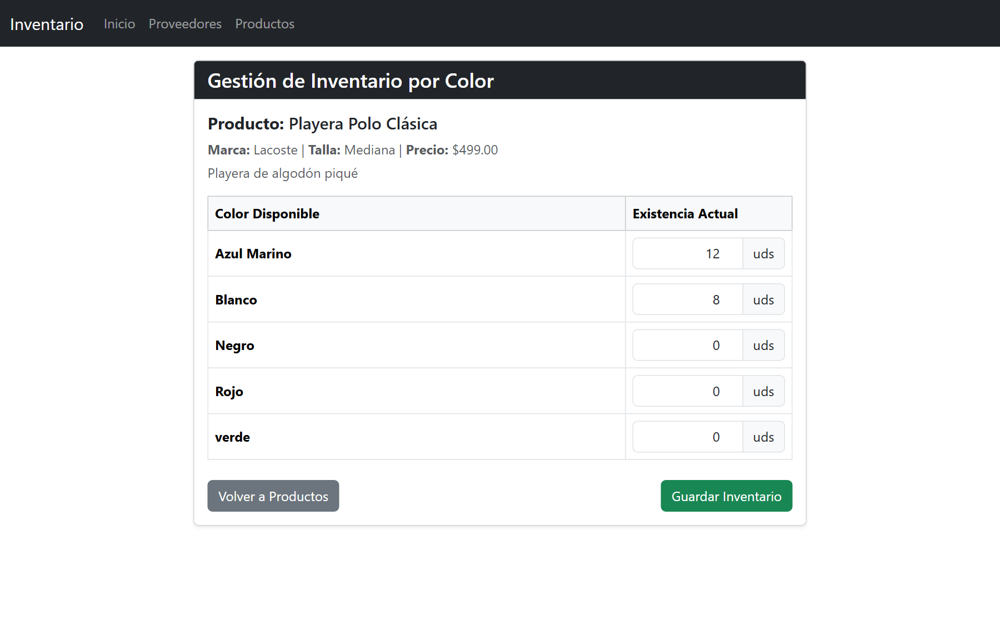 Inventario Inicio Proveedores Productos
Gestión de Inventario por Color
Producto: Playera Polo Clásica
Marca: Lacoste | Talla: Mediana | Precio: $499.00
Playera de algodón piqué
Color Disponible Existencia Actual
Azul Marino 12 uds
Blanco 8 uds
Negro 0 uds
Rojo 0 uds
verde 0 uds
Volver a Productos Guardar Inventario